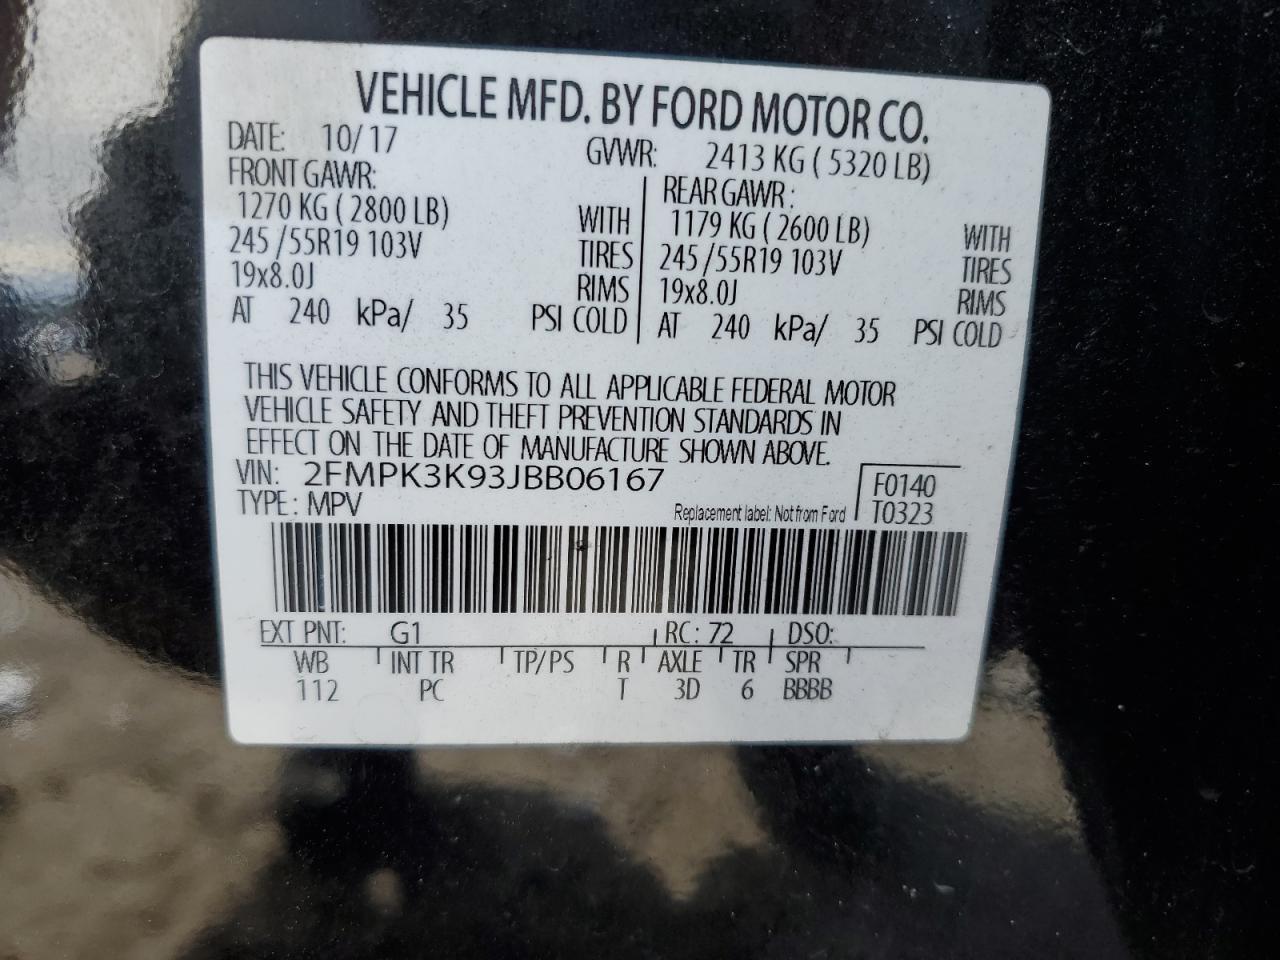 VEHICLE MFD. BY FORD MOTOR CO.
DATE: 10/17 GVWR: 2413 KG ( 5320 LB)
FRONT GAWR: REAR GAWR:
1270 KG ( 2800 LB) WITH 1179 KG ( 2600 LB) WITH
245 /55R19 103V TIRES 245 /55R19 103V TIRES
19x8.0J RIMS 19x8.0J RIMS
AT 240 kPa/ 35 PSI COLD AT 240 kPa/ 35 PSI COLD
THIS VEHICLE CONFORMS TO ALL APPLICABLE FEDERAL MOTOR
VEHICLE SAFETY AND THEFT PREVENTION STANDARDS IN
EFFECT ON THE DATE OF MANUFACTURE SHOWN ABOVE.
VIN: 2FMPK3K93JBB06167 F0140
TYPE: MPV Replacement label: Not from Ford T0323
EXT PNT: G1 RC: 72 DSO:
WB INT TR TP/PS R AXLE TR SPR
112 PC T 3D 6 BBBB